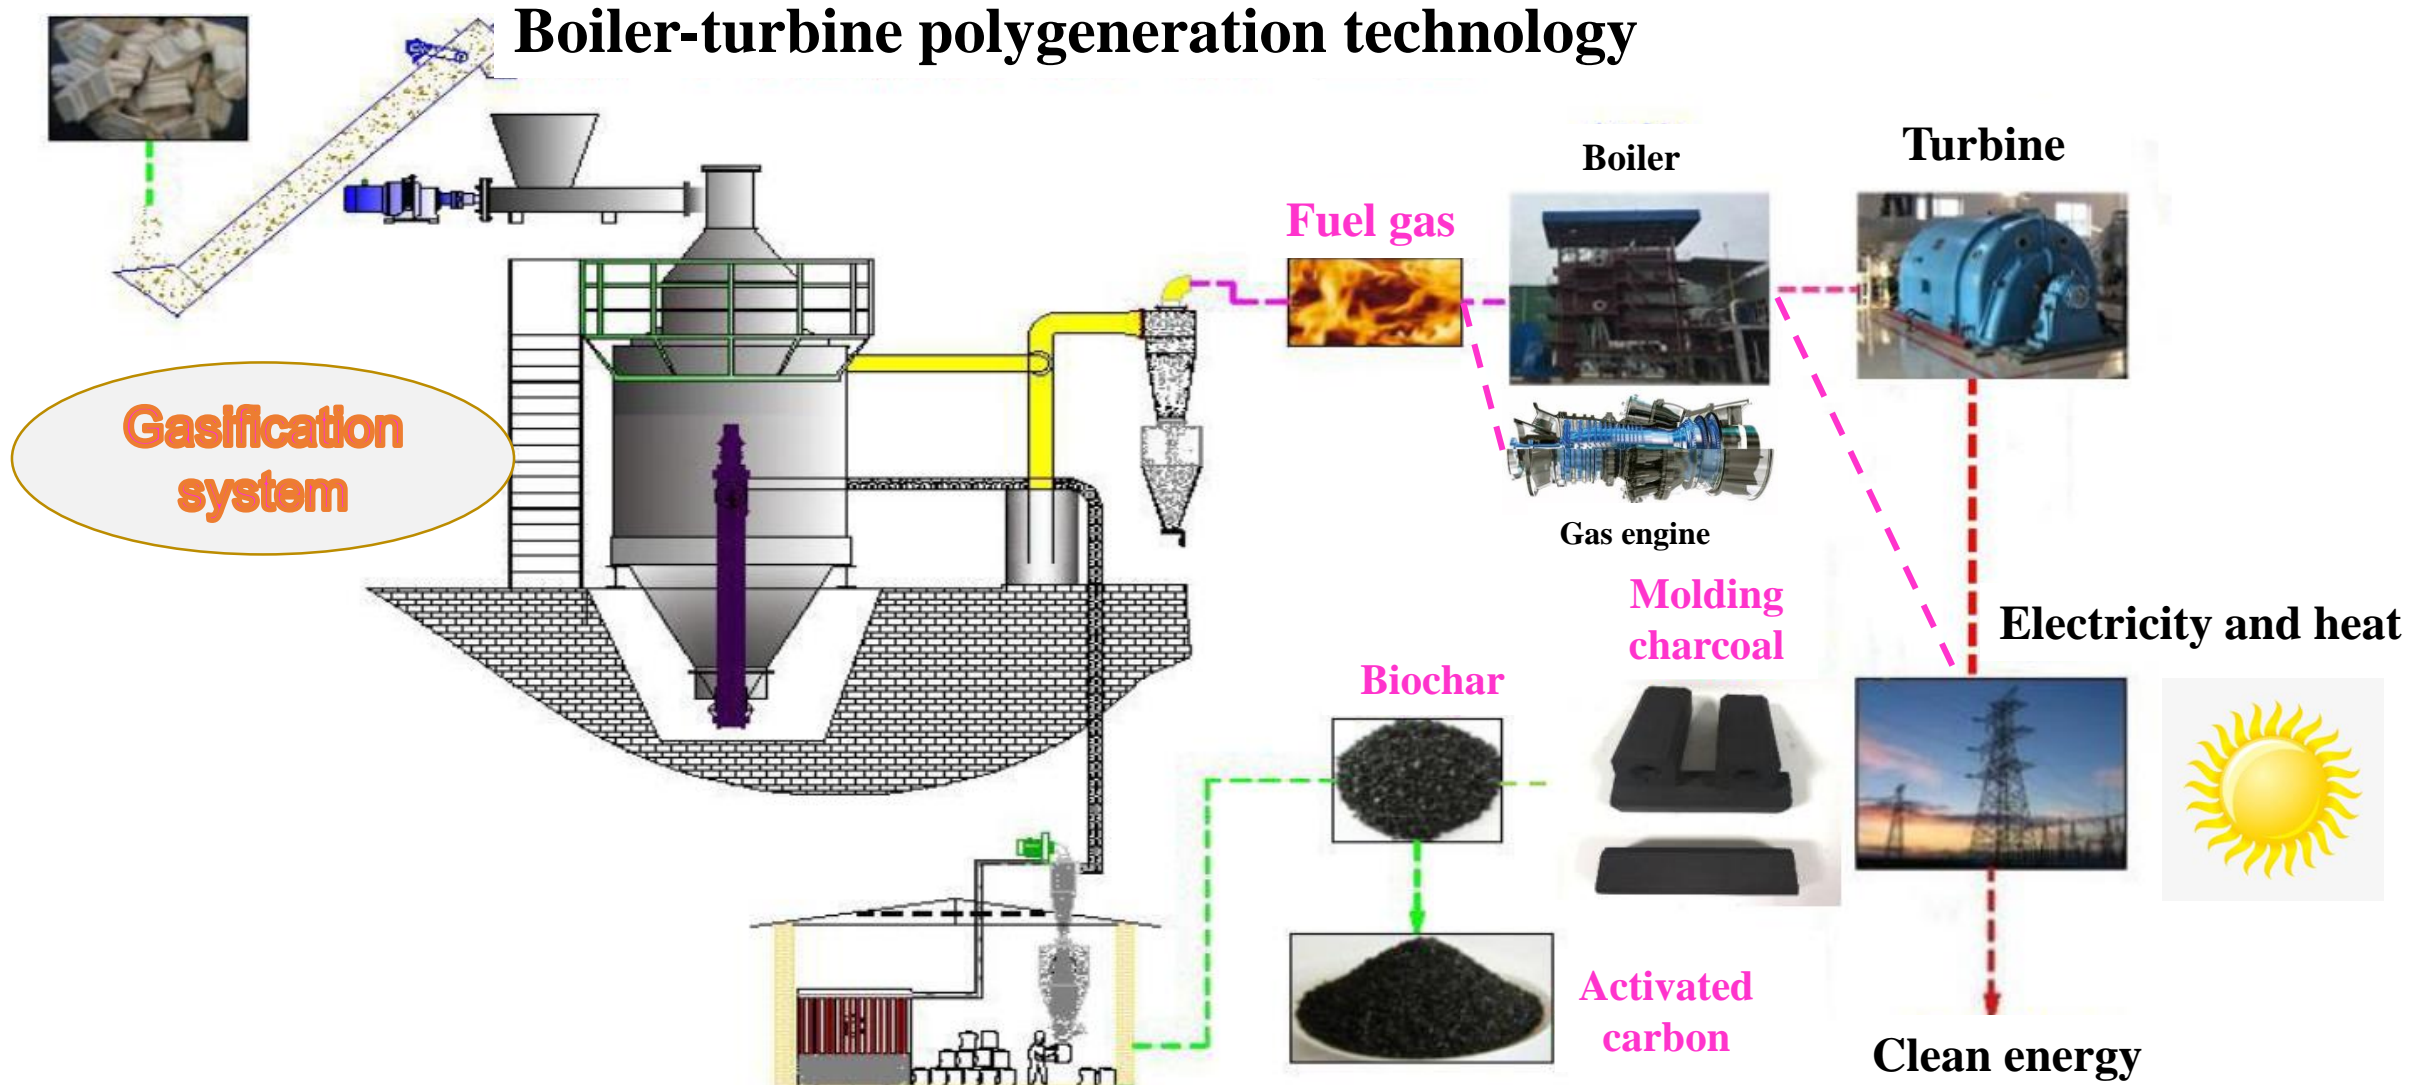 Boiler-turbine polygeneration technology
Boiler
Turbine
Fuel gas
Gasification
system
Gas engine
Molding
charcoal
Electricity and heat
Biochar
Activated
carbon
Clean energy